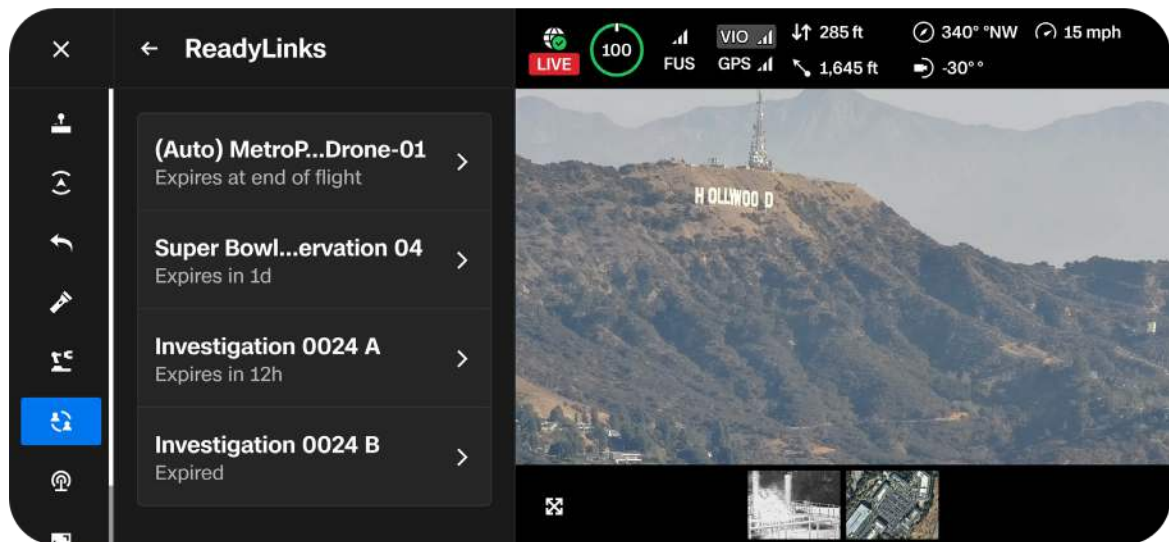 ReadyLinks
(Auto) MetroP...Drone-01
Expires at end of flight
Super Bowl...ervation 04
Expires in 1d
Investigation 0024 A
Expires in 12h
Investigation 0024 B
Expired
LIVE
100
FUS
VIO
GPS
285 ft
1,645 ft
340° °NW
15 mph
-30° °
HOLLYWOOD